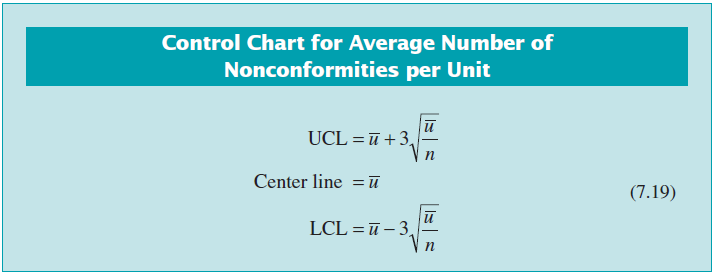 Control Chart for Average Number of
Nonconformities per Unit
UCL = u̅ + 3√(u̅/n)
Center line = u̅
(7.19)
LCL = u̅ − 3√(u̅/n)